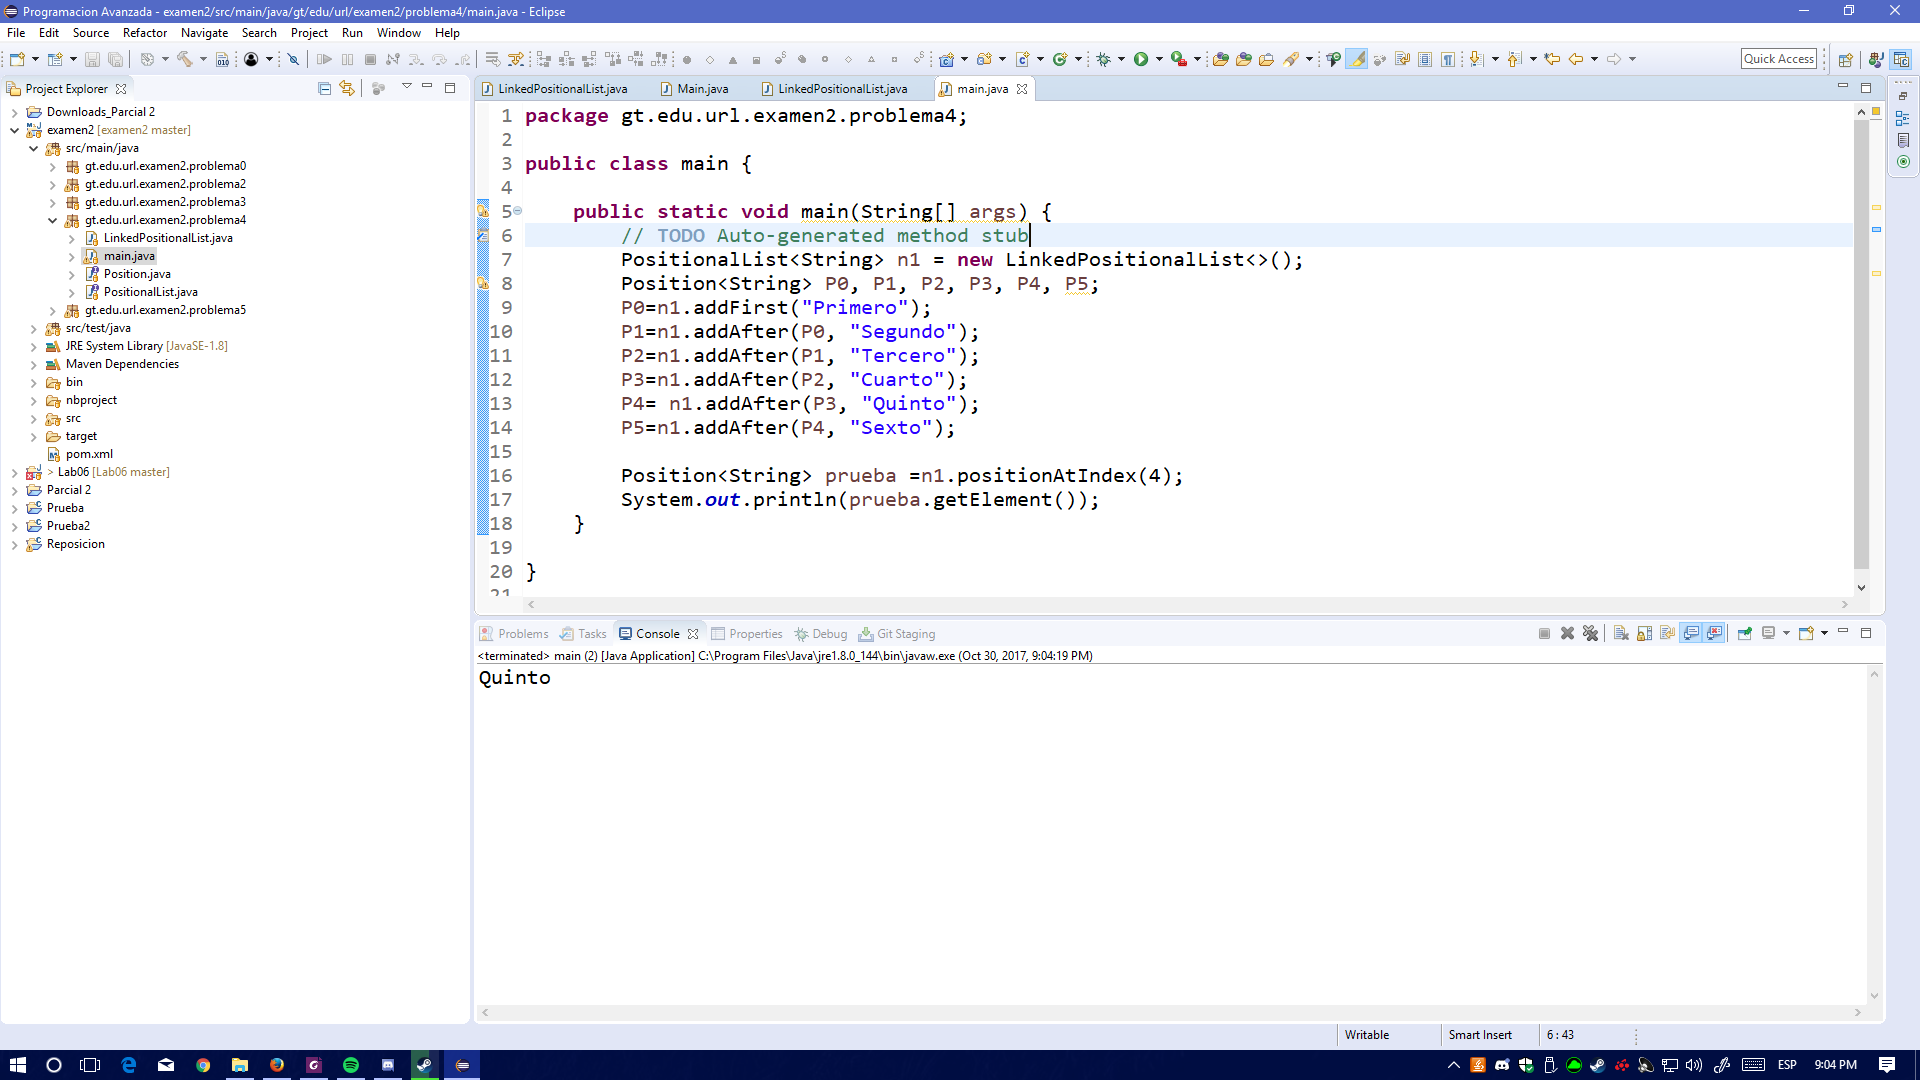 Programacion Avanzada - examen2/src/main/java/gt/edu/url/examen2/problema4/main.java - Eclipse
File Edit Source Refactor Navigate Search Project Run Window Help
Quick Access
Project Explorer
Downloads_Parcial 2
examen2 [examen2 master]
src/main/java
gt.edu.url.examen2.problema0
gt.edu.url.examen2.problema2
gt.edu.url.examen2.problema3
gt.edu.url.examen2.problema4
LinkedPositionalList.java
main.java
Position.java
PositionalList.java
gt.edu.url.examen2.problema5
src/test/java
JRE System Library [JavaSE-1.8]
Maven Dependencies
bin
nbproject
src
target
pom.xml
> Lab06 [Lab06 master]
Parcial 2
Prueba
Prueba2
Reposicion
LinkedPositionalList.java Main.java LinkedPositionalList.java main.java
1 package gt.edu.url.examen2.problema4;
2
3 public class main {
4
5 public static void main(String[] args) {
6 // TODO Auto-generated method stub
7 PositionalList<String> n1 = new LinkedPositionalList<>();
8 Position<String> P0, P1, P2, P3, P4, P5;
9 P0=n1.addFirst("Primero");
10 P1=n1.addAfter(P0, "Segundo");
11 P2=n1.addAfter(P1, "Tercero");
12 P3=n1.addAfter(P2, "Cuarto");
13 P4= n1.addAfter(P3, "Quinto");
14 P5=n1.addAfter(P4, "Sexto");
15
16 Position<String> prueba =n1.positionAtIndex(4);
17 System.out.println(prueba.getElement());
18 }
19
20 }
21
Problems Tasks Console Properties Debug Git Staging
<terminated> main (2) [Java Application] C:\Program Files\Java\jre1.8.0_144\bin\javaw.exe (Oct 30, 2017, 9:04:19 PM)
Quinto
Writable Smart Insert 6 : 43
ESP 9:04 PM